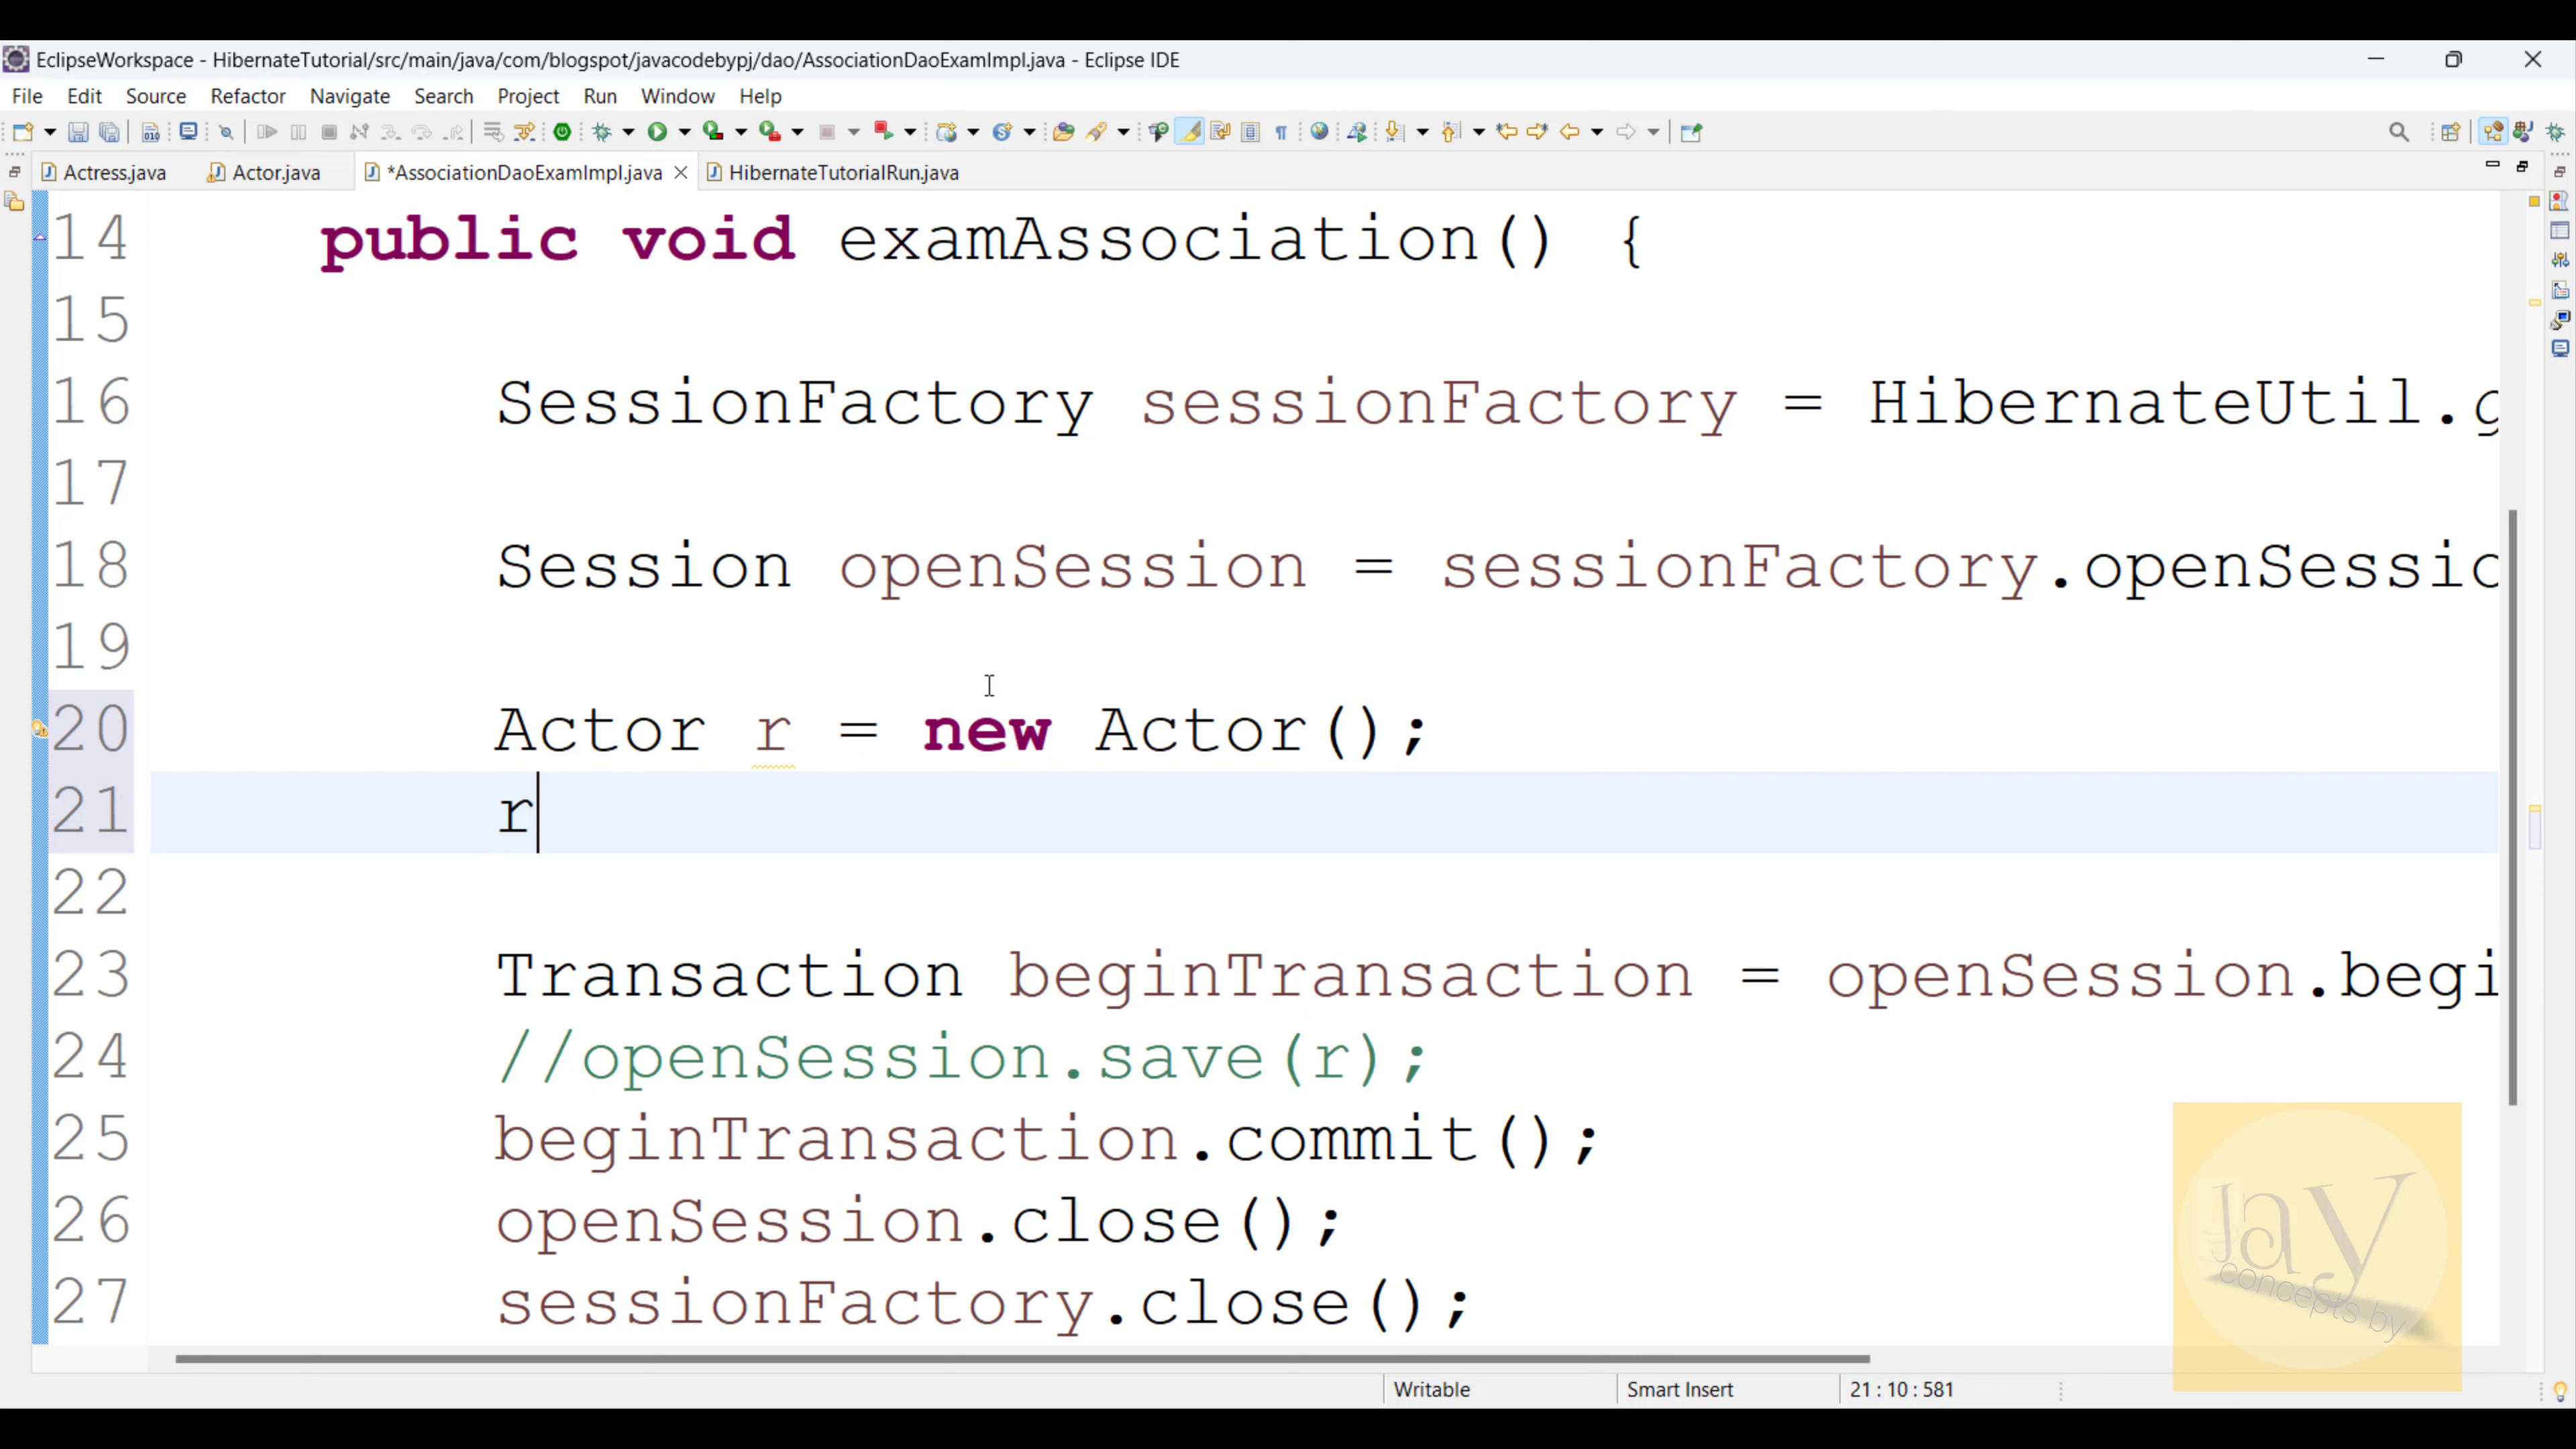 EclipseWorkspace - HibernateTutorial/src/main/java/com/blogspot/javacodebypj/dao/AssociationDaoExamImpl.java - Eclipse IDE
File Edit Source Refactor Navigate Search Project Run Window Help
Actress.java Actor.java *AssociationDaoExamImpl.java HibernateTutorialRun.java
14 public void examAssociation() {
15
16 SessionFactory sessionFactory = HibernateUtil.g
17
18 Session openSession = sessionFactory.openSessio
19
20 Actor r = new Actor();
21 r
22
23 Transaction beginTransaction = openSession.begi
24 //openSession.save(r);
25 beginTransaction.commit();
26 openSession.close();
27 sessionFactory.close();
Jay
concepts by
Writable Smart Insert 21 : 10 : 581